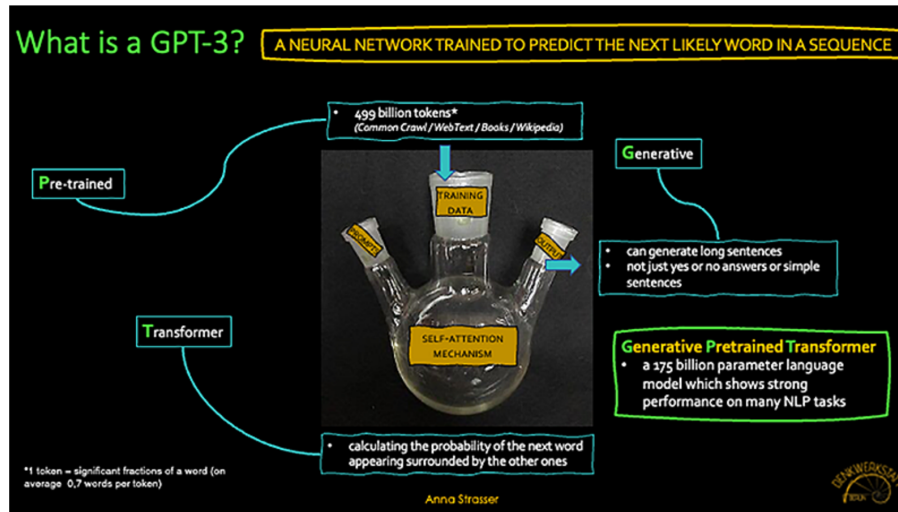 What is a GPT-3?
A NEURAL NETWORK TRAINED TO PREDICT THE NEXT LIKELY WORD IN A SEQUENCE
• 499 billion tokens*
(Common Crawl / WebText / Books / Wikipedia)
Generative
Pre-trained
TRAINING
DATA
PROMPTS
OUTPUT
• can generate long sentences
• not just yes or no answers or simple
sentences
Transformer
SELF-ATTENTION
MECHANISM
Generative Pretrained Transformer
• a 175 billion parameter language
model which shows strong
performance on many NLP tasks
• calculating the probability of the next word
appearing surrounded by the other ones
*1 token = significant fractions of a word (on
average 0,7 words per token)
Anna Strasser